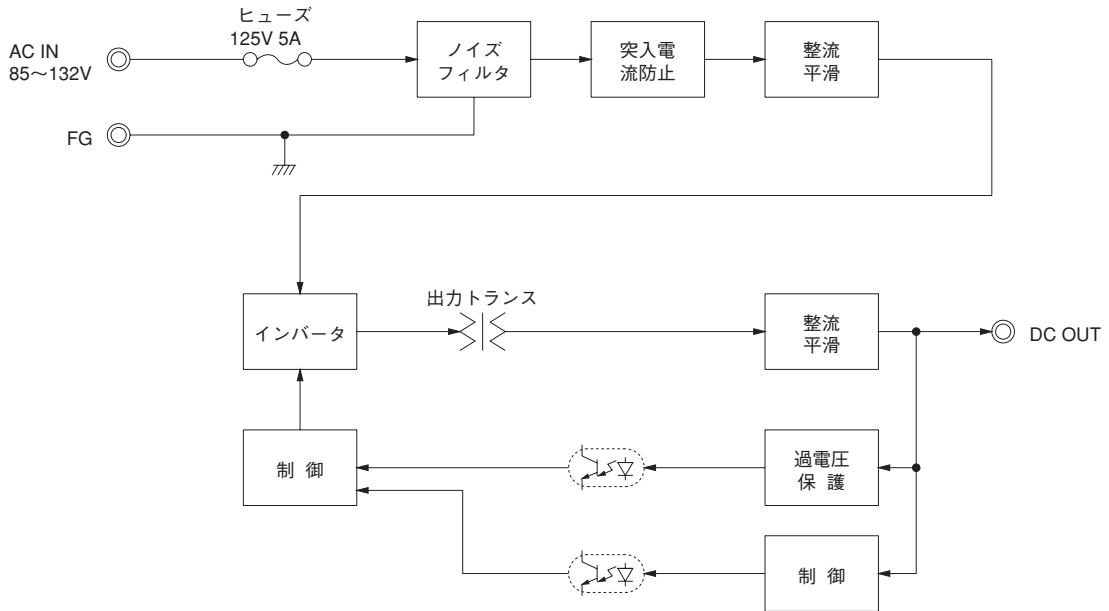 ヒューズ
125V 5A
AC IN
85～132V
ノイズ
フィルタ
突入電
流防止
整流
平滑
FG
インバータ
出力トランス
整流
平滑
DC OUT
制 御
過電圧
保 護
制 御